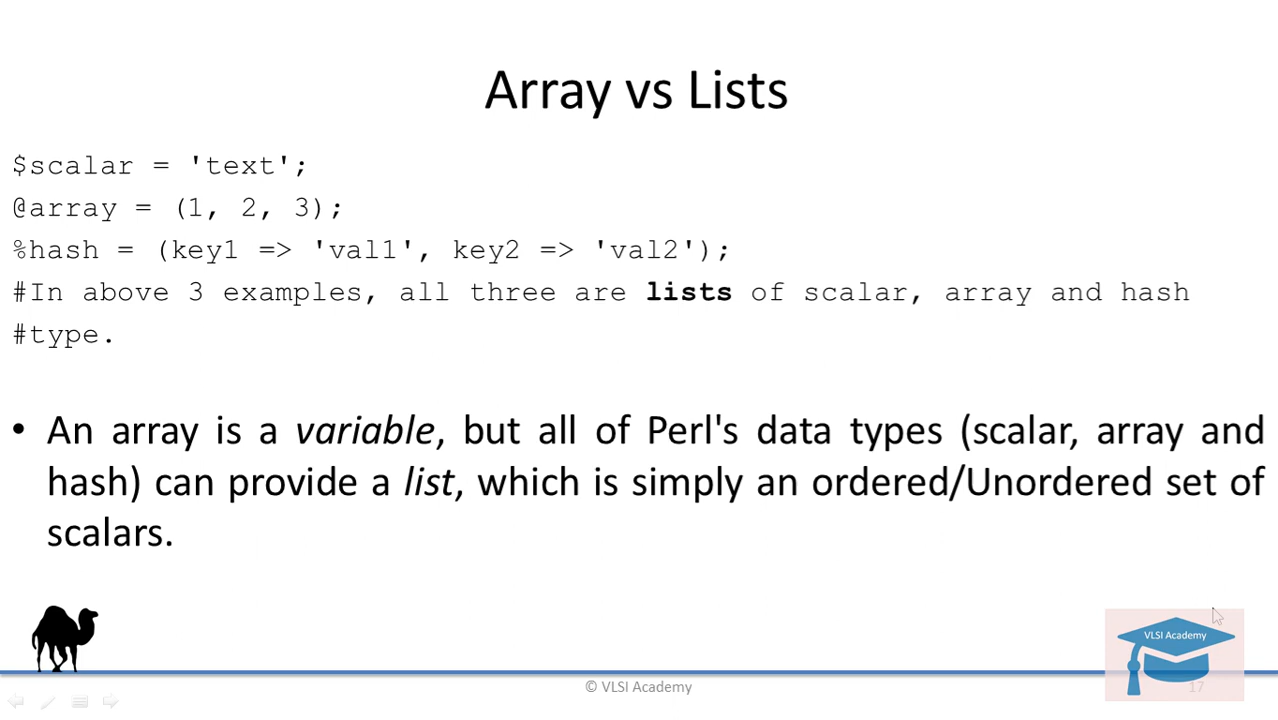 Array vs Lists
$scalar = 'text';
@array = (1, 2, 3);
%hash = (key1 => 'val1', key2 => 'val2');
#In above 3 examples, all three are lists of scalar, array and hash
#type.
• An array is a variable, but all of Perl's data types (scalar, array and
hash) can provide a list, which is simply an ordered/Unordered set of
scalars.
VLSI Academy
© VLSI Academy
17